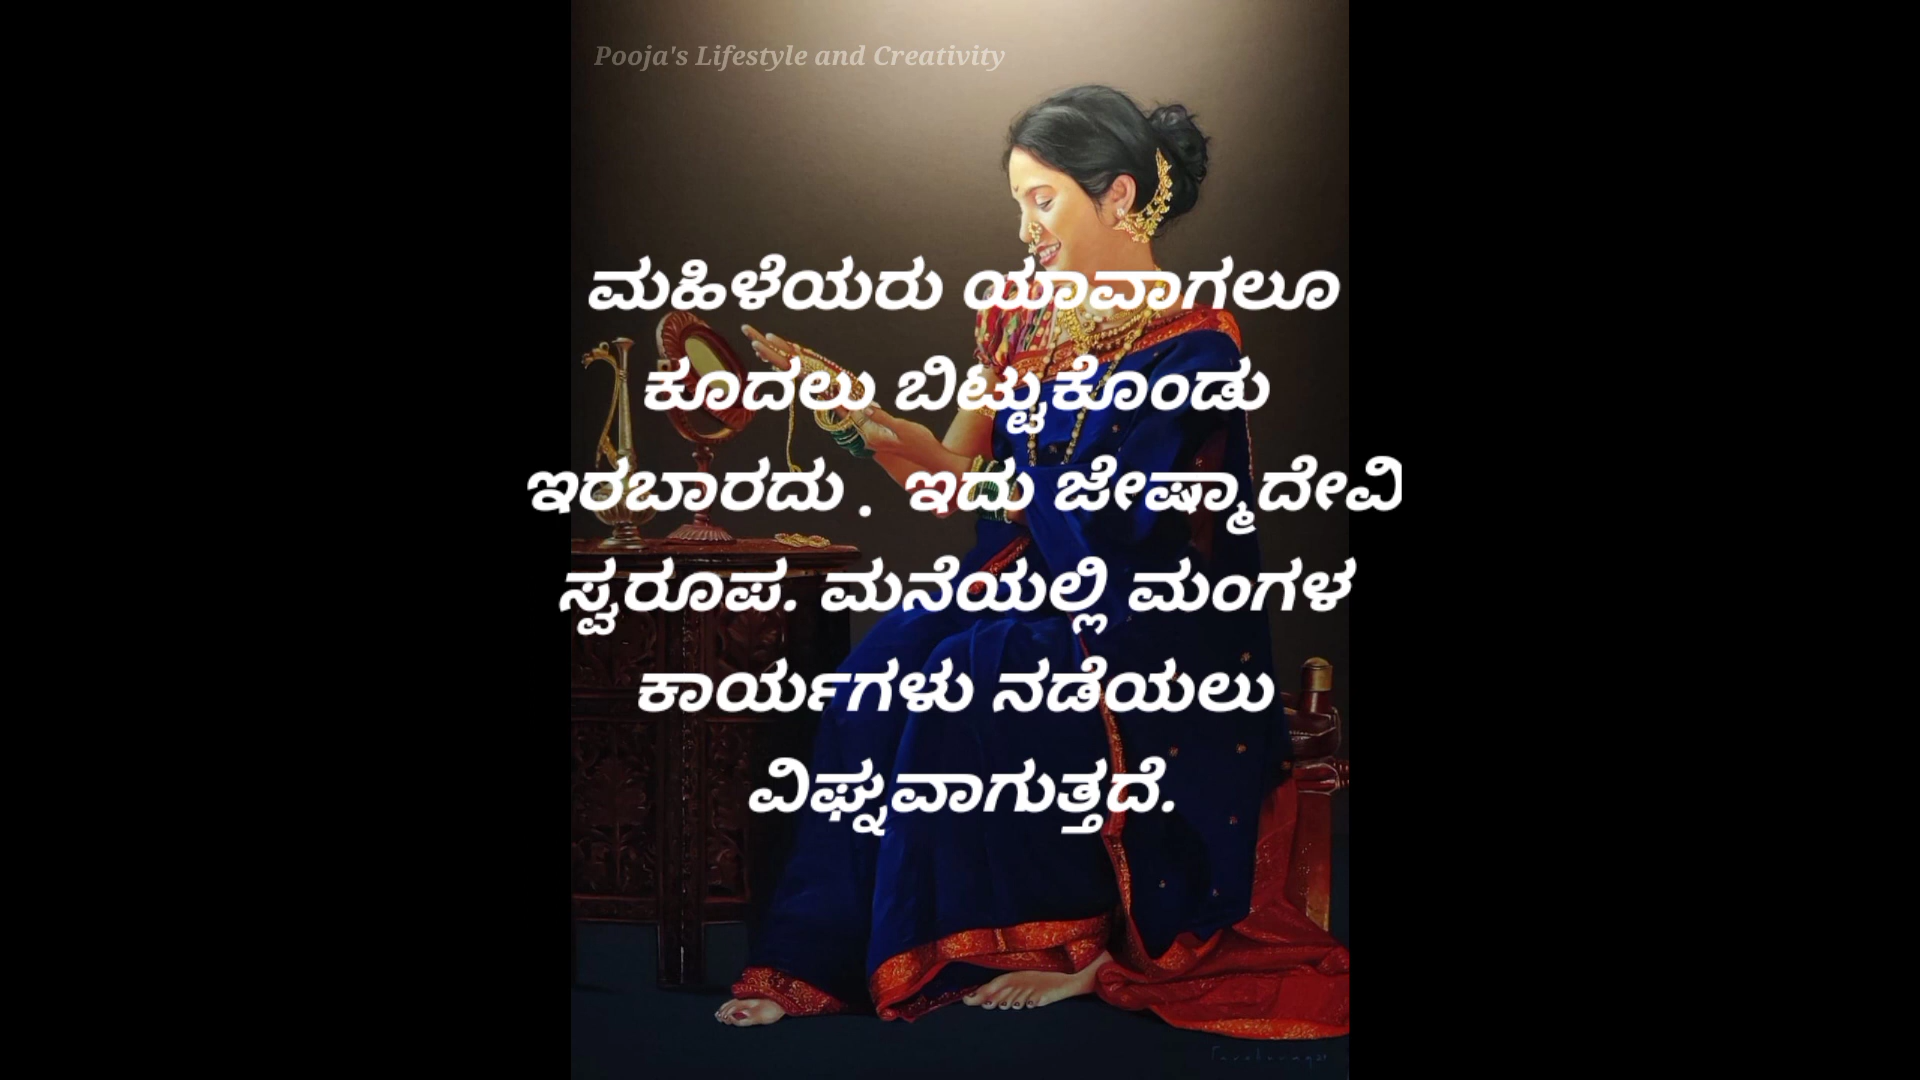 Pooja's Lifestyle and Creativity
ಮಹಿಳೆಯರು ಯಾವಾಗಲೂ
ಕೂದಲು ಬಿಟ್ಟುಕೊಂಡು
ಇರಬಾರದು . ಇದು ಜೇಷ್ಮಾದೇವಿ
ಸ್ವರೂಪ. ಮನೆಯಲ್ಲಿ ಮಂಗಳ
ಕಾರ್ಯಗಳು ನಡೆಯಲು
ವಿಘ್ನವಾಗುತ್ತದೆ.